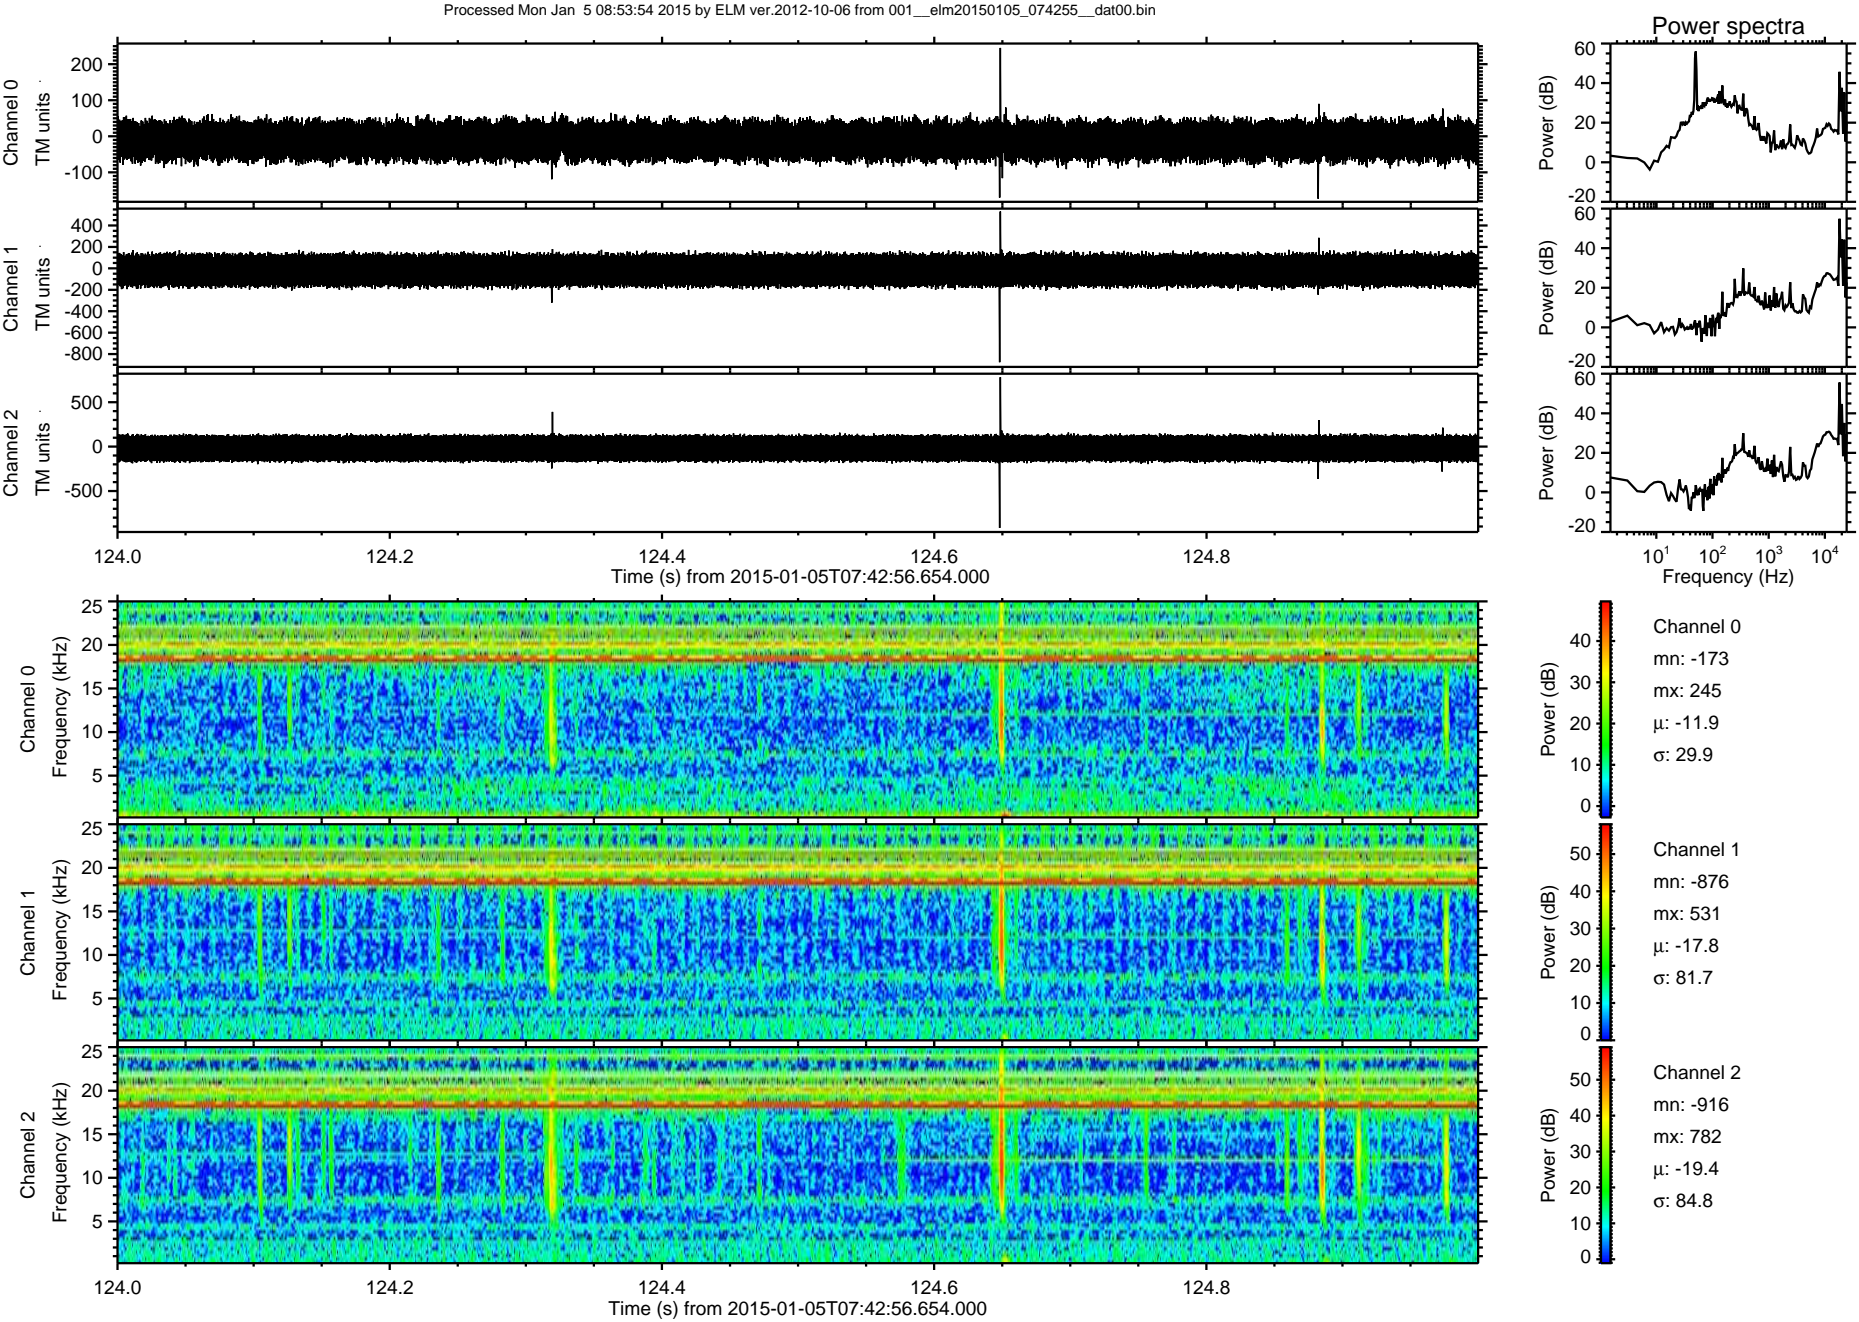 Processed Mon Jan  5 08:53:54 2015 by ELM ver.2012-10-06 from 001__elm20150105_074255__dat00.bin
Power spectra
Channel 0
TM units
200
100
0
-100
Power (dB)
60
40
20
0
-20
Channel 1
TM units
400
200
0
-200
-400
-600
-800
Power (dB)
60
40
20
0
-20
Channel 2
TM units
500
0
-500
Power (dB)
60
40
20
0
-20
124.0 124.2 124.4 124.6 124.8
Time (s) from 2015-01-05T07:42:56.654.000
10^1 10^2 10^3 10^4
Frequency (Hz)
Channel 0
Frequency (kHz)
25
20
15
10
5
Power (dB)
40
30
20
10
0
Channel 0
mn: -173
mx: 245
μ: -11.9
σ: 29.9
Channel 1
Frequency (kHz)
25
20
15
10
5
Power (dB)
50
40
30
20
10
0
Channel 1
mn: -876
mx: 531
μ: -17.8
σ: 81.7
Channel 2
Frequency (kHz)
25
20
15
10
5
Power (dB)
50
40
30
20
10
0
Channel 2
mn: -916
mx: 782
μ: -19.4
σ: 84.8
124.0 124.2 124.4 124.6 124.8
Time (s) from 2015-01-05T07:42:56.654.000